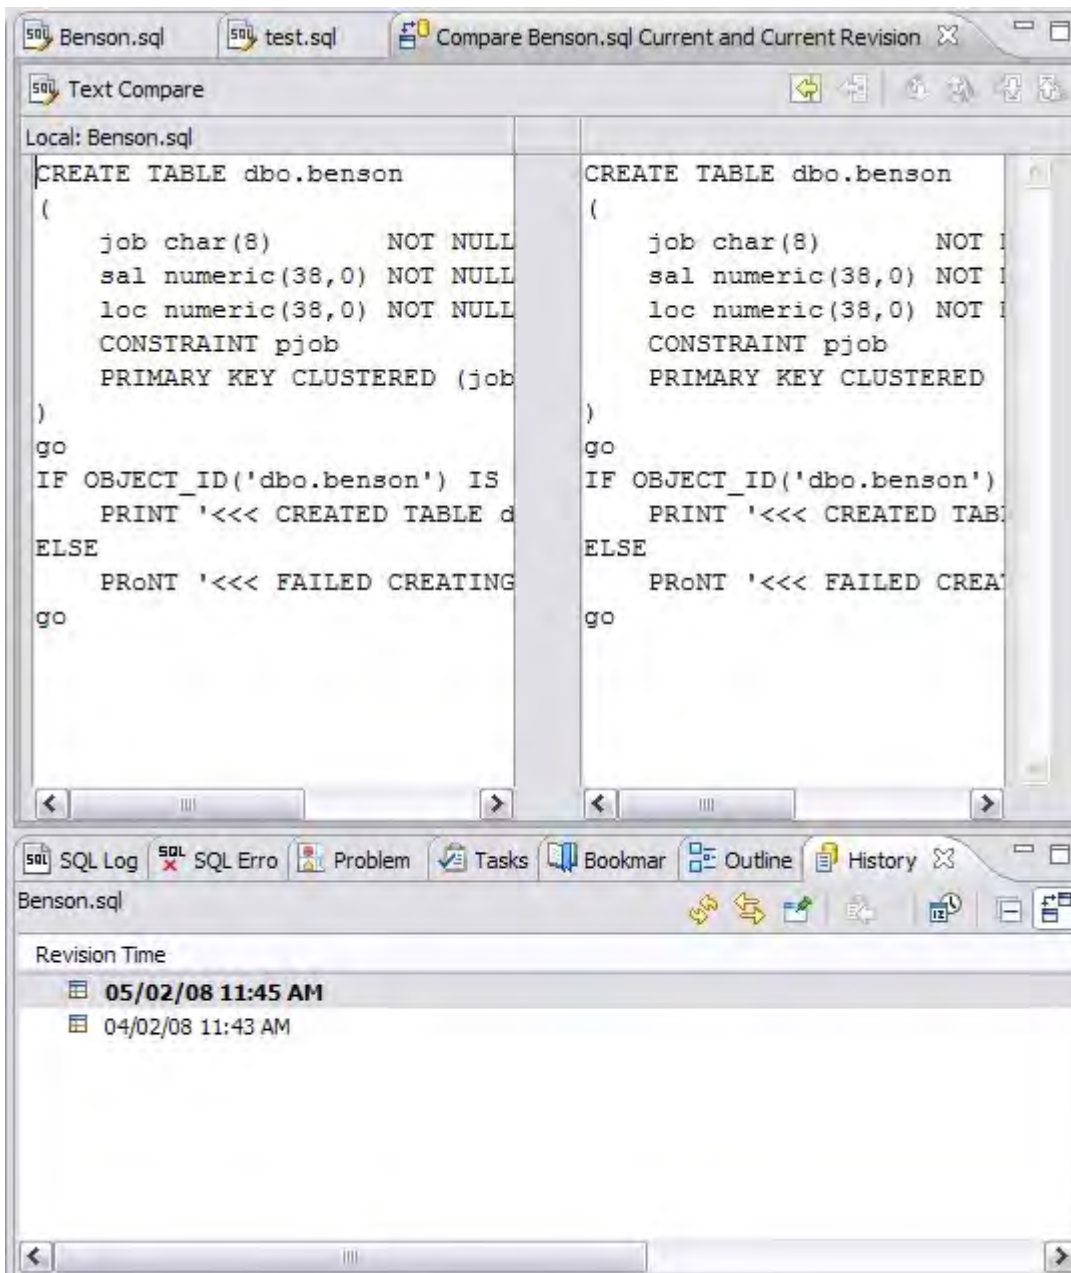 Benson.sql test.sql Compare Benson.sql Current and Current Revision
Text Compare
Local: Benson.sql
CREATE TABLE dbo.benson
(
job char(8) NOT NULL
sal numeric(38,0) NOT NULL
loc numeric(38,0) NOT NULL
CONSTRAINT pjob
PRIMARY KEY CLUSTERED (job
)
go
IF OBJECT_ID('dbo.benson') IS
PRINT '<<< CREATED TABLE d
ELSE
PRoNT '<<< FAILED CREATING
go
CREATE TABLE dbo.benson
(
job char(8) NOT
sal numeric(38,0) NOT
loc numeric(38,0) NOT
CONSTRAINT pjob
PRIMARY KEY CLUSTERED
)
go
IF OBJECT_ID('dbo.benson')
PRINT '<<< CREATED TAB
ELSE
PRoNT '<<< FAILED CREA
go
SQL Log SQL Erro Problem Tasks Bookmar Outline History
Benson.sql
Revision Time
05/02/08 11:45 AM
04/02/08 11:43 AM